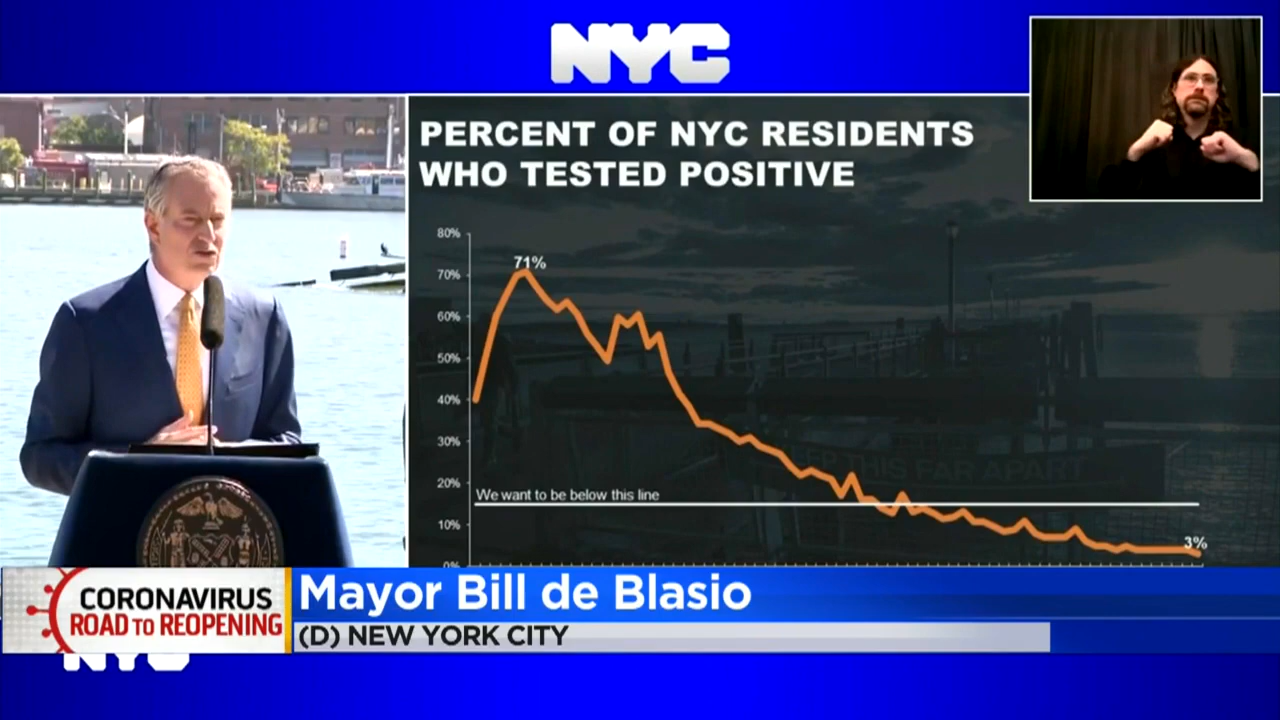 NYC
PERCENT OF NYC RESIDENTS
WHO TESTED POSITIVE
80%
71%
70%
60%
50%
40%
30%
20%
We want to be below this line
10%
3%
0%
CORONAVIRUS
ROAD TO REOPENING
Mayor Bill de Blasio
(D) NEW YORK CITY
NYC